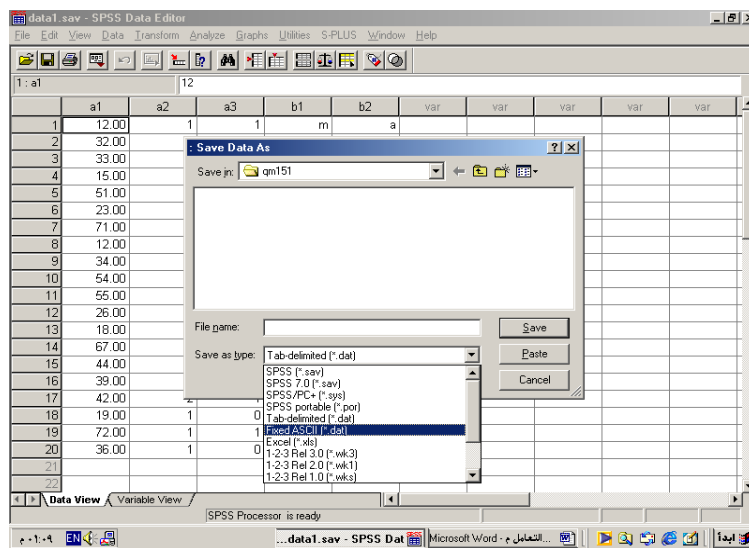 data1.sav - SPSS Data Editor
File Edit View Data Transform Analyze Graphs Utilities S-PLUS Window Help
1 : a1 12
a1 a2 a3 b1 b2 var var var var var
1 12.00 1 1 m a
2 32.00
3 33.00
4 15.00
5 51.00
6 23.00
7 71.00
8 12.00
9 34.00
10 54.00
11 55.00
12 26.00
13 18.00
14 67.00
15 44.00
16 39.00
17 42.00
18 19.00 1 0
19 72.00 1 1
20 36.00 1 0
21
22
: Save Data As
Save in: qm151
File name: Save
Save as type: Tab-delimited (*.dat) Paste
Cancel
SPSS (*.sav)
SPSS 7.0 (*.sav)
SPSS/PC+ (*.sys)
SPSS portable (*.por)
Tab-delimited (*.dat)
Fixed ASCII (*.dat)
Excel (*.xls)
1-2-3 Rel 3.0 (*.wk3)
1-2-3 Rel 2.0 (*.wk1)
1-2-3 Rel 1.0 (*.wks)
Data View Variable View
SPSS Processor is ready
م ٠١:٠٩ EN ...data1.sav - SPSS Dat Microsoft Word - التعامل م... ابدأ